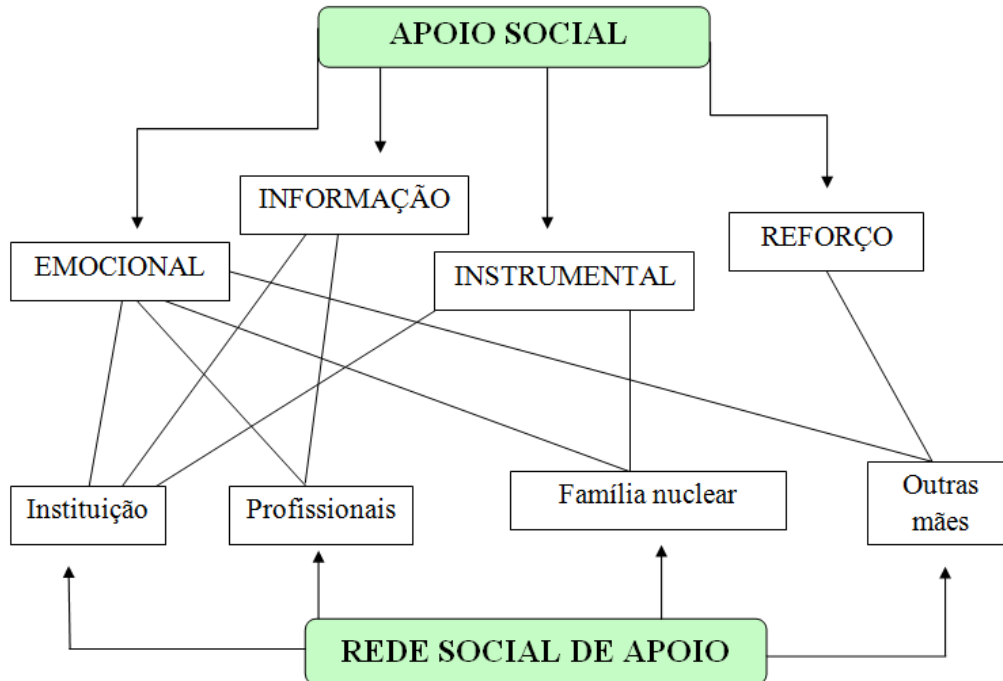 APOIO SOCIAL
INFORMAÇÃO
REFORÇO
EMOCIONAL
INSTRUMENTAL
Instituição
Profissionais
Família nuclear
Outras
mães
REDE SOCIAL DE APOIO